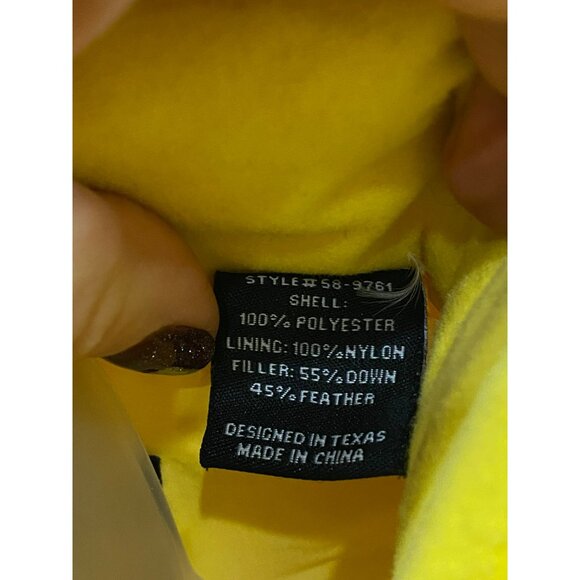 STYLE# 58-9761
SHELL:
100% POLYESTER
LINING: 100% NYLON
FILLER: 55% DOWN
45% FEATHER
DESIGNED IN TEXAS
MADE IN CHINA